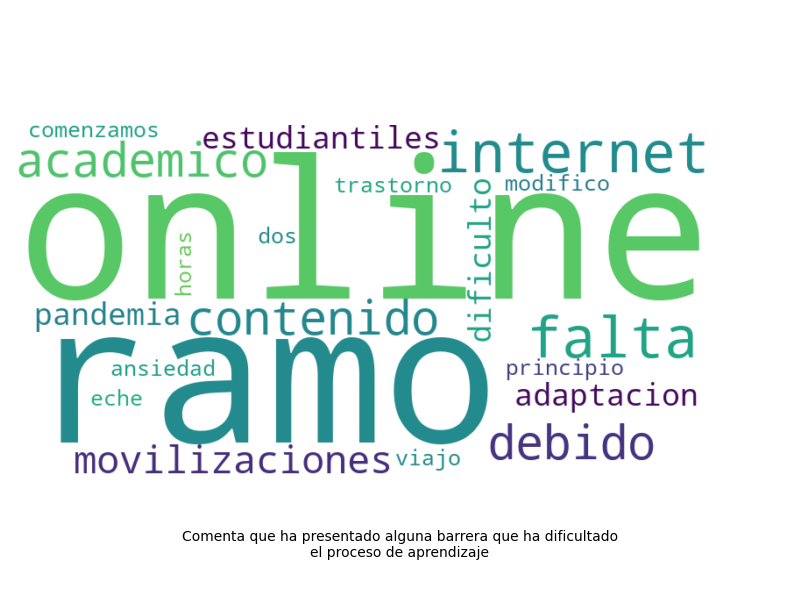 comenzamos
estudiantiles
internet
academico
trastorno
modifico
online
horas
dos
dificulto
pandemia
contenido
falta
ramo
ansiedad
principio
eche
adaptacion
movilizaciones
viajo
debido
Comenta que ha presentado alguna barrera que ha dificultado
el proceso de aprendizaje